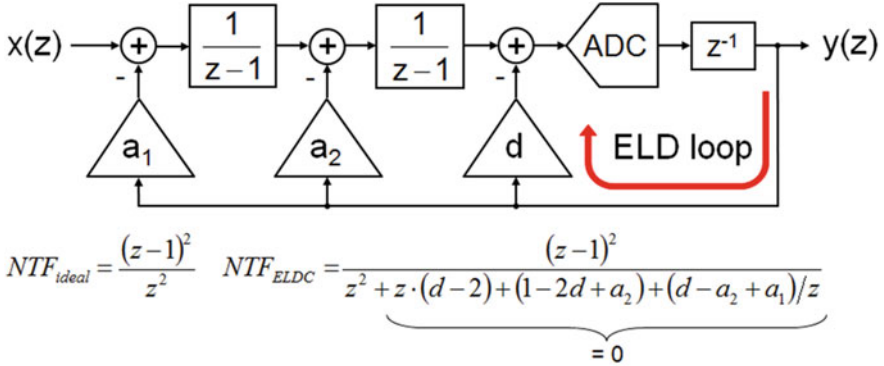 x(z) + 1/(z−1) + 1/(z−1) + ADC z⁻¹ y(z)
- - -
a₁ a₂ d ELD loop
NTF_ideal = (z−1)²/z² NTF_ELDC = (z−1)²/(z² + z·(d−2) + (1−2d+a₂) + (d−a₂+a₁)/z)
= 0